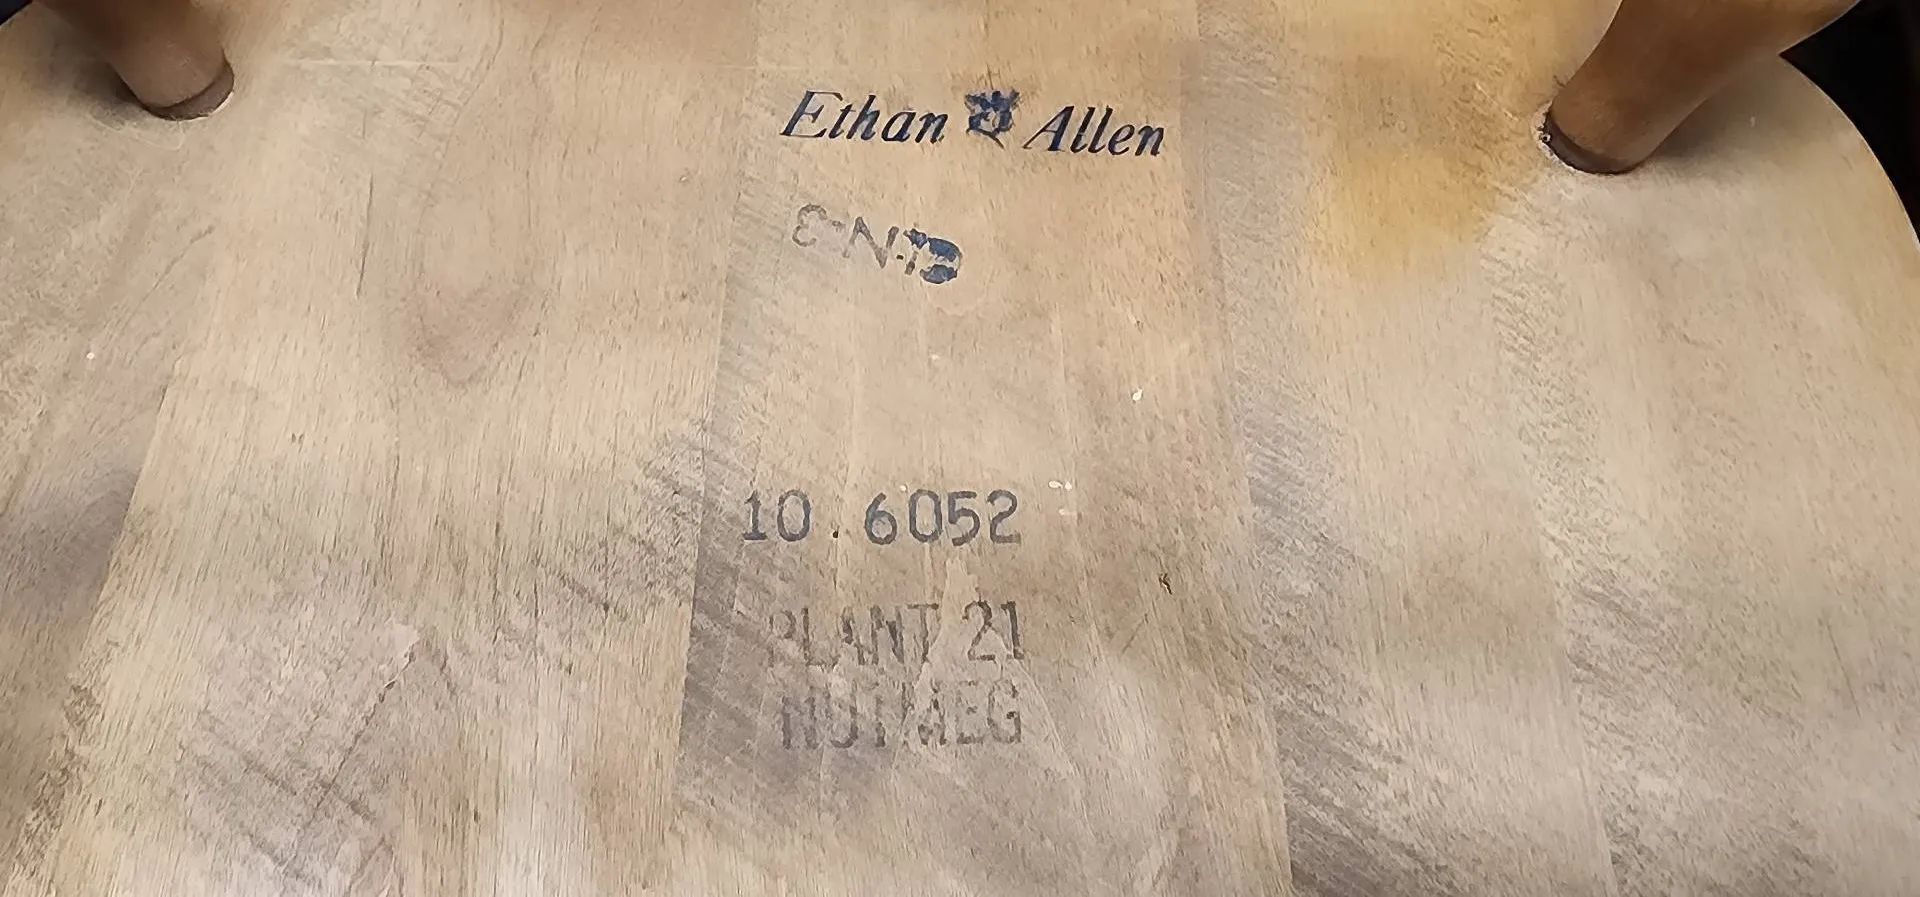 Ethan Allen
10. 6052
PLANT 21
NUTMEG